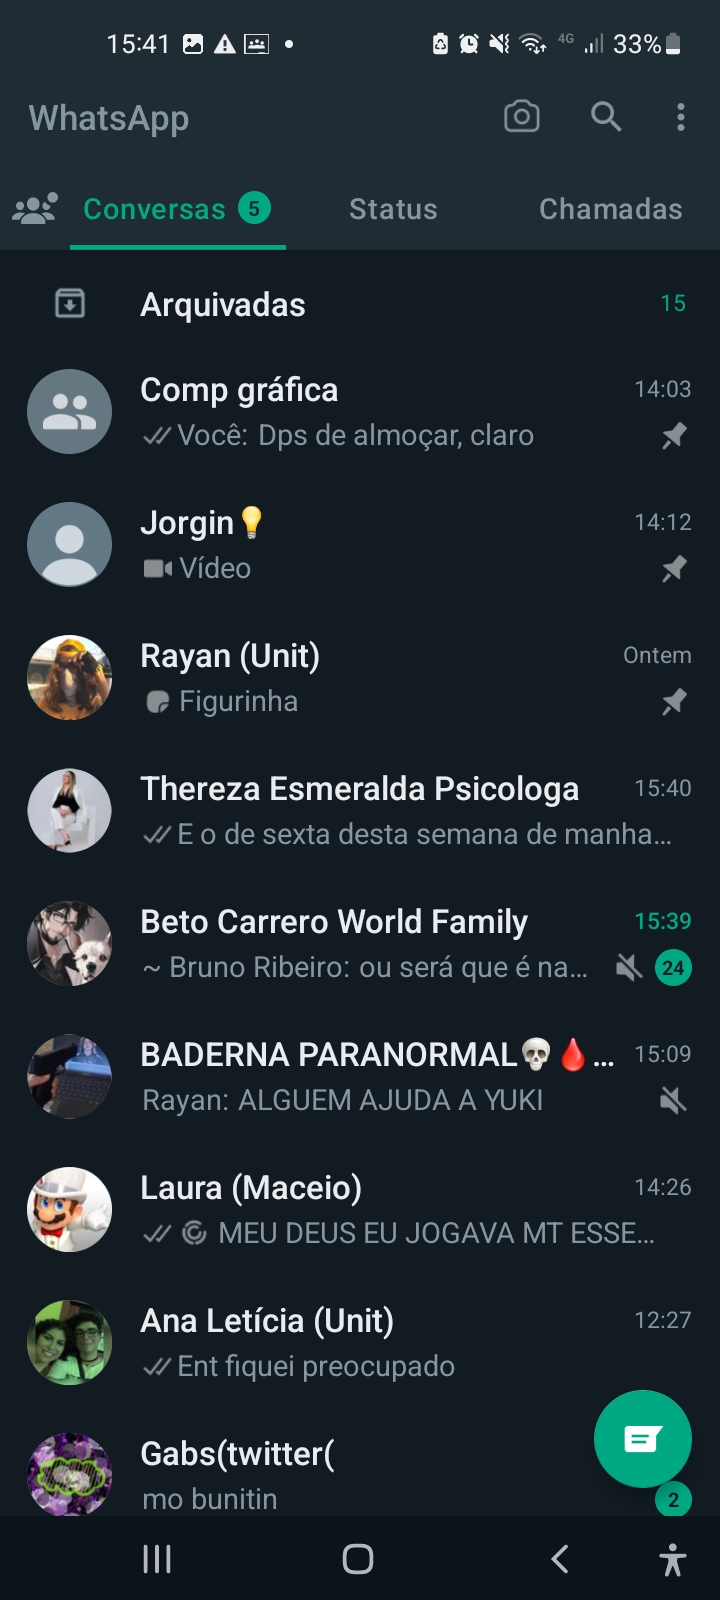 15:41 4G 33%
WhatsApp
Conversas 5 Status Chamadas
Arquivadas 15
Comp gráfica 14:03
Você: Dps de almoçar, claro
Jorgin💡 14:12
Vídeo
Rayan (Unit) Ontem
Figurinha
Thereza Esmeralda Psicologa 15:40
E o de sexta desta semana de manha...
Beto Carrero World Family 15:39
~ Bruno Ribeiro: ou será que é na... 24
BADERNA PARANORMAL💀🩸... 15:09
Rayan: ALGUEM AJUDA A YUKI
Laura (Maceio) 14:26
MEU DEUS EU JOGAVA MT ESSE...
Ana Letícia (Unit) 12:27
Ent fiquei preocupado
Gabs(twitter(
mo bunitin 2